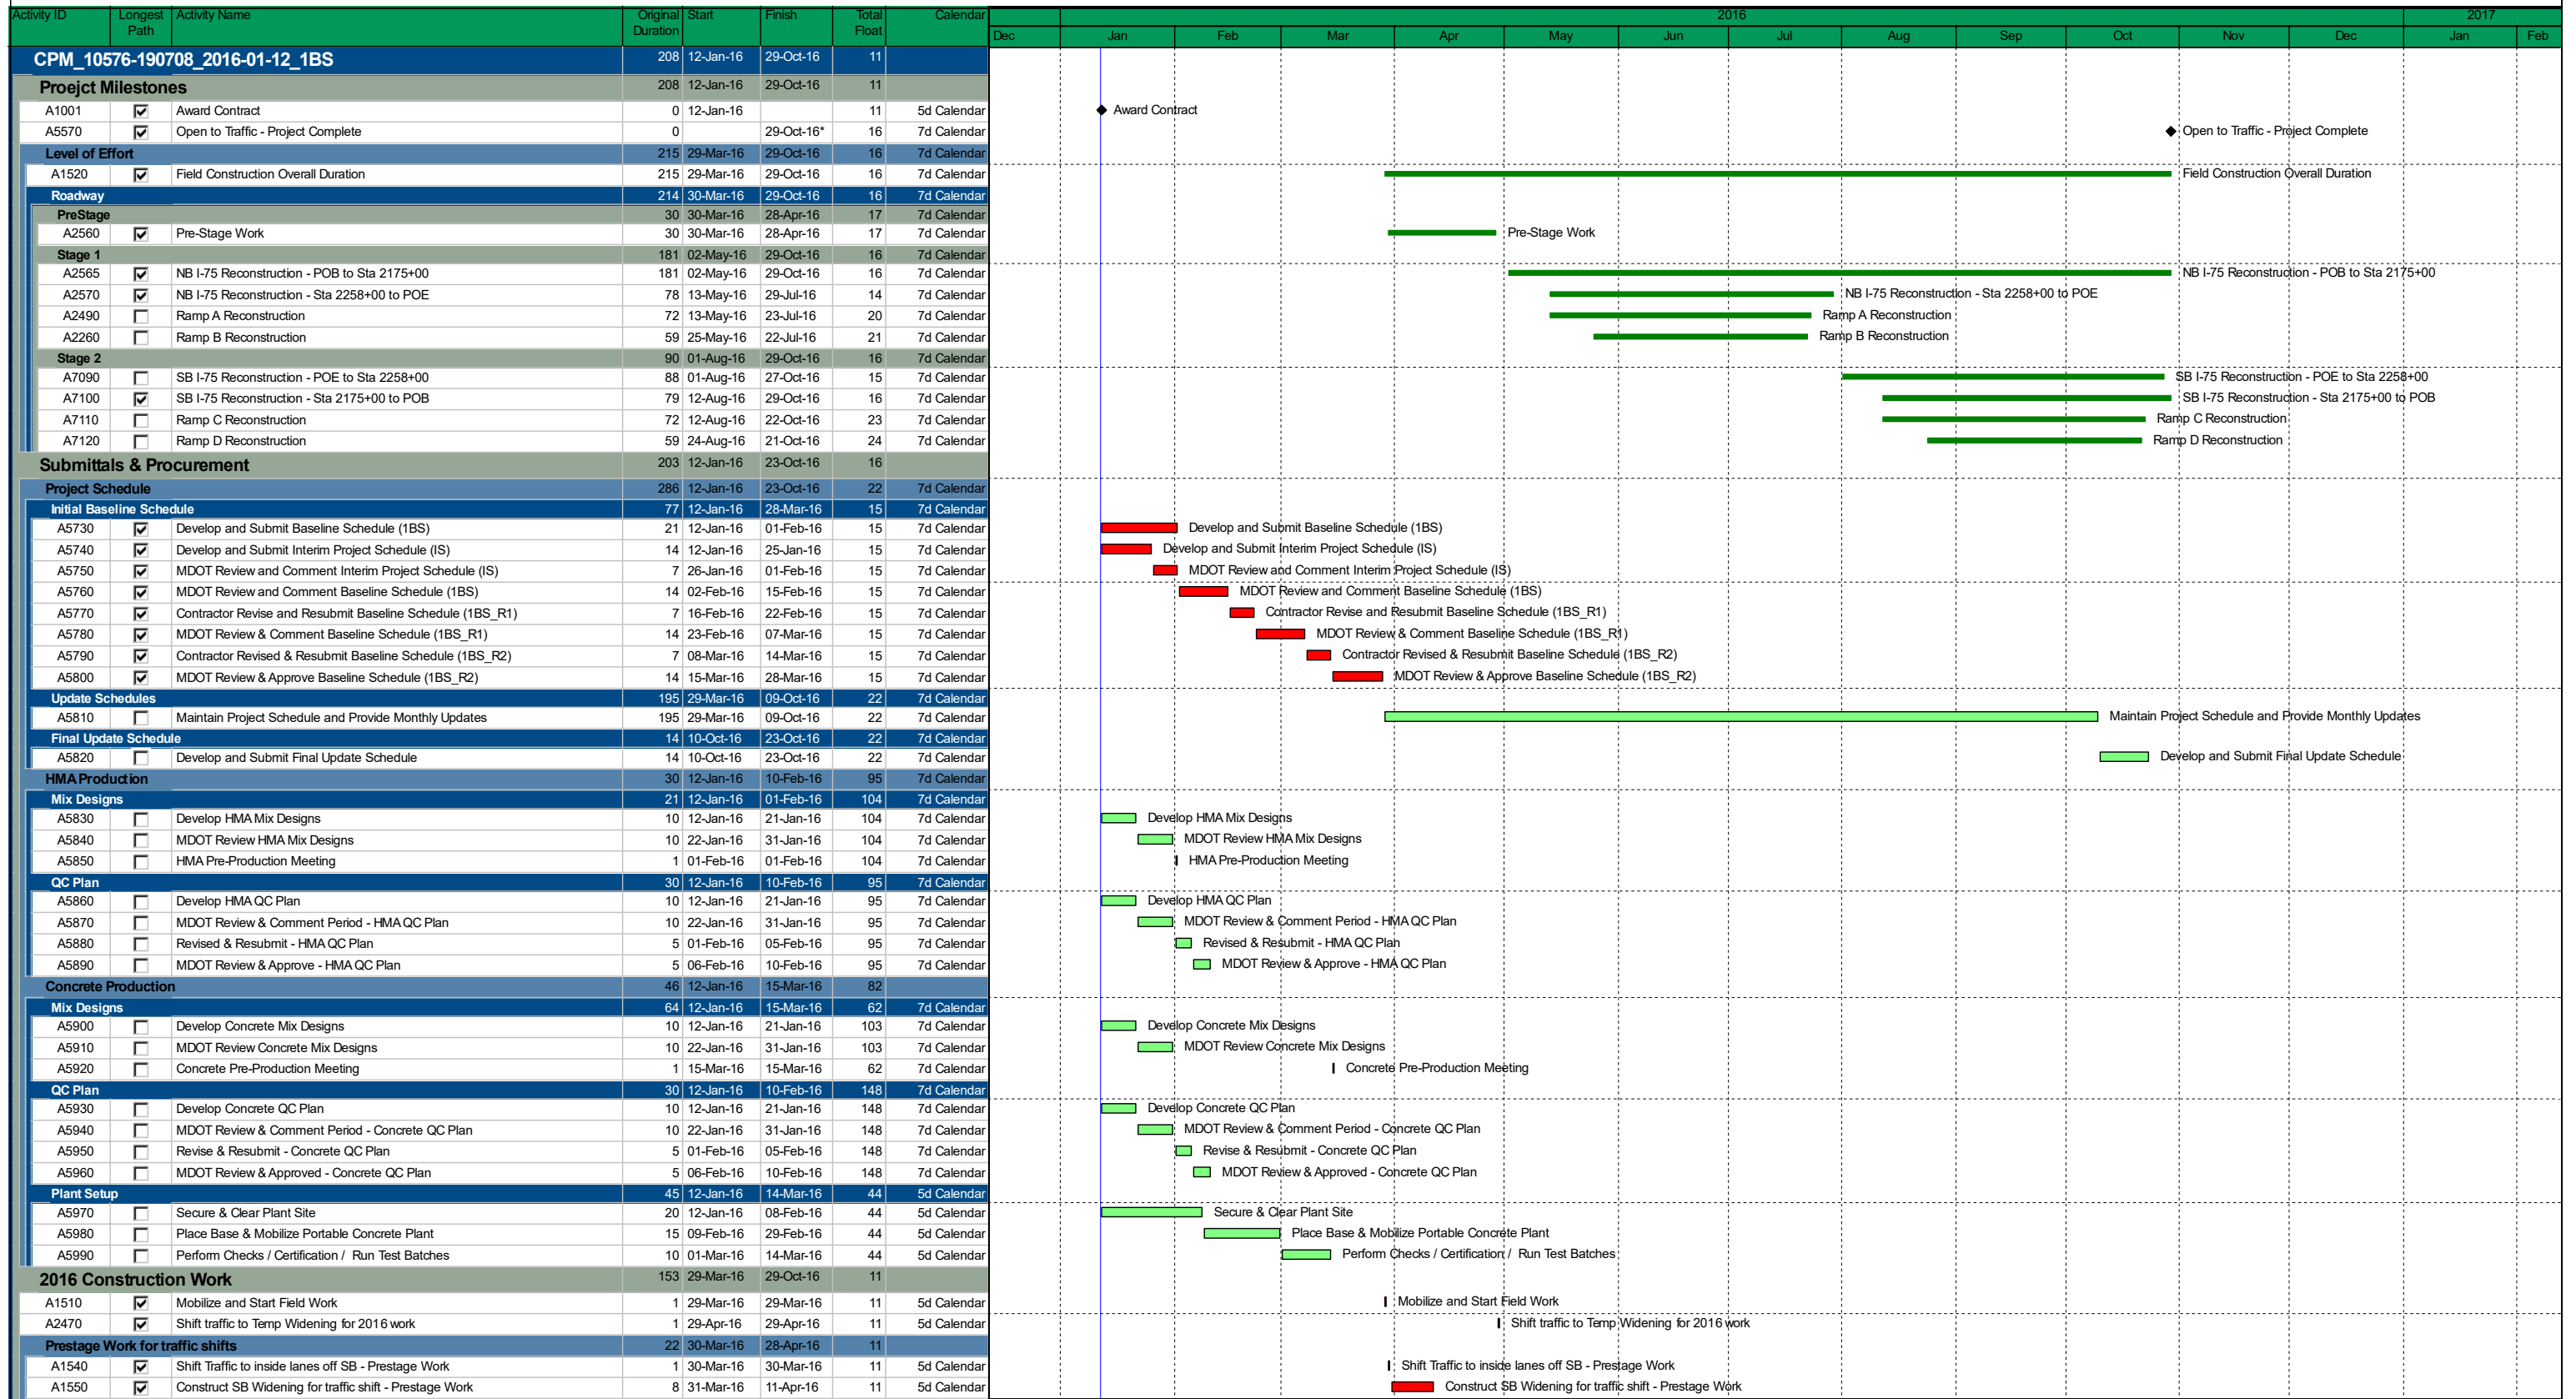 Activity ID Longest Path Activity Name Original Duration Start Finish Total Float Calendar 2016 2017
Dec Jan Feb Mar Apr May Jun Jul Aug Sep Oct Nov Dec Jan Feb
CPM_10576-190708_2016-01-12_1BS 208 12-Jan-16 29-Oct-16 11
Proejct Milestones 208 12-Jan-16 29-Oct-16 11
A1001 Award Contract 0 12-Jan-16 11 5d Calendar Award Contract
A5570 Open to Traffic - Project Complete 0 29-Oct-16* 16 7d Calendar Open to Traffic - Project Complete
Level of Effort 215 29-Mar-16 29-Oct-16 16 7d Calendar
A1520 Field Construction Overall Duration 215 29-Mar-16 29-Oct-16 16 7d Calendar Field Construction Overall Duration
Roadway 214 30-Mar-16 29-Oct-16 16 7d Calendar
PreStage 30 30-Mar-16 28-Apr-16 17 7d Calendar
A2560 Pre-Stage Work 30 30-Mar-16 28-Apr-16 17 7d Calendar Pre-Stage Work
Stage 1 181 02-May-16 29-Oct-16 16 7d Calendar
A2565 NB I-75 Reconstruction - POB to Sta 2175+00 181 02-May-16 29-Oct-16 16 7d Calendar NB I-75 Reconstruction - POB to Sta 2175+00
A2570 NB I-75 Reconstruction - Sta 2258+00 to POE 78 13-May-16 29-Jul-16 14 7d Calendar NB I-75 Reconstruction - Sta 2258+00 to POE
A2490 Ramp A Reconstruction 72 13-May-16 23-Jul-16 20 7d Calendar Ramp A Reconstruction
A2260 Ramp B Reconstruction 59 25-May-16 22-Jul-16 21 7d Calendar Ramp B Reconstruction
Stage 2 90 01-Aug-16 29-Oct-16 16 7d Calendar
A7090 SB I-75 Reconstruction - POE to Sta 2258+00 88 01-Aug-16 27-Oct-16 15 7d Calendar SB I-75 Reconstruction - POE to Sta 2258+00
A7100 SB I-75 Reconstruction - Sta 2175+00 to POB 79 12-Aug-16 29-Oct-16 16 7d Calendar SB I-75 Reconstruction - Sta 2175+00 to POB
A7110 Ramp C Reconstruction 72 12-Aug-16 22-Oct-16 23 7d Calendar Ramp C Reconstruction
A7120 Ramp D Reconstruction 59 24-Aug-16 21-Oct-16 24 7d Calendar Ramp D Reconstruction
Submittals & Procurement 203 12-Jan-16 23-Oct-16 16
Project Schedule 286 12-Jan-16 23-Oct-16 22 7d Calendar
Initial Baseline Schedule 77 12-Jan-16 28-Mar-16 15 7d Calendar
A5730 Develop and Submit Baseline Schedule (1BS) 21 12-Jan-16 01-Feb-16 15 7d Calendar Develop and Submit Baseline Schedule (1BS)
A5740 Develop and Submit Interim Project Schedule (IS) 14 12-Jan-16 25-Jan-16 15 7d Calendar Develop and Submit Interim Project Schedule (IS)
A5750 MDOT Review and Comment Interim Project Schedule (IS) 7 26-Jan-16 01-Feb-16 15 7d Calendar MDOT Review and Comment Interim Project Schedule (IS)
A5760 MDOT Review and Comment Baseline Schedule (1BS) 14 02-Feb-16 15-Feb-16 15 7d Calendar MDOT Review and Comment Baseline Schedule (1BS)
A5770 Contractor Revise and Resubmit Baseline Schedule (1BS_R1) 7 16-Feb-16 22-Feb-16 15 7d Calendar Contractor Revise and Resubmit Baseline Schedule (1BS_R1)
A5780 MDOT Review & Comment Baseline Schedule (1BS_R1) 14 23-Feb-16 07-Mar-16 15 7d Calendar MDOT Review & Comment Baseline Schedule (1BS_R1)
A5790 Contractor Revised & Resubmit Baseline Schedule (1BS_R2) 7 08-Mar-16 14-Mar-16 15 7d Calendar Contractor Revised & Resubmit Baseline Schedule (1BS_R2)
A5800 MDOT Review & Approve Baseline Schedule (1BS_R2) 14 15-Mar-16 28-Mar-16 15 7d Calendar MDOT Review & Approve Baseline Schedule (1BS_R2)
Update Schedules 195 29-Mar-16 09-Oct-16 22 7d Calendar
A5810 Maintain Project Schedule and Provide Monthly Updates 195 29-Mar-16 09-Oct-16 22 7d Calendar Maintain Project Schedule and Provide Monthly Updates
Final Update Schedule 14 10-Oct-16 23-Oct-16 22 7d Calendar
A5820 Develop and Submit Final Update Schedule 14 10-Oct-16 23-Oct-16 22 7d Calendar Develop and Submit Final Update Schedule
HMA Production 30 12-Jan-16 10-Feb-16 95 7d Calendar
Mix Designs 21 12-Jan-16 01-Feb-16 104 7d Calendar
A5830 Develop HMA Mix Designs 10 12-Jan-16 21-Jan-16 104 7d Calendar Develop HMA Mix Designs
A5840 MDOT Review HMA Mix Designs 10 22-Jan-16 31-Jan-16 104 7d Calendar MDOT Review HMA Mix Designs
A5850 HMA Pre-Production Meeting 1 01-Feb-16 01-Feb-16 104 7d Calendar HMA Pre-Production Meeting
QC Plan 30 12-Jan-16 10-Feb-16 95 7d Calendar
A5860 Develop HMA QC Plan 10 12-Jan-16 21-Jan-16 95 7d Calendar Develop HMA QC Plan
A5870 MDOT Review & Comment Period - HMA QC Plan 10 22-Jan-16 31-Jan-16 95 7d Calendar MDOT Review & Comment Period - HMA QC Plan
A5880 Revised & Resubmit - HMA QC Plan 5 01-Feb-16 05-Feb-16 95 7d Calendar Revised & Resubmit - HMA QC Plan
A5890 MDOT Review & Approve - HMA QC Plan 5 06-Feb-16 10-Feb-16 95 7d Calendar MDOT Review & Approve - HMA QC Plan
Concrete Production 46 12-Jan-16 15-Mar-16 82
Mix Designs 64 12-Jan-16 15-Mar-16 62 7d Calendar
A5900 Develop Concrete Mix Designs 10 12-Jan-16 21-Jan-16 103 7d Calendar Develop Concrete Mix Designs
A5910 MDOT Review Concrete Mix Designs 10 22-Jan-16 31-Jan-16 103 7d Calendar MDOT Review Concrete Mix Designs
A5920 Concrete Pre-Production Meeting 1 15-Mar-16 15-Mar-16 62 7d Calendar Concrete Pre-Production Meeting
QC Plan 30 12-Jan-16 10-Feb-16 148 7d Calendar
A5930 Develop Concrete QC Plan 10 12-Jan-16 21-Jan-16 148 7d Calendar Develop Concrete QC Plan
A5940 MDOT Review & Comment Period - Concrete QC Plan 10 22-Jan-16 31-Jan-16 148 7d Calendar MDOT Review & Comment Period - Concrete QC Plan
A5950 Revise & Resubmit - Concrete QC Plan 5 01-Feb-16 05-Feb-16 148 7d Calendar Revise & Resubmit - Concrete QC Plan
A5960 MDOT Review & Approved - Concrete QC Plan 5 06-Feb-16 10-Feb-16 148 7d Calendar MDOT Review & Approved - Concrete QC Plan
Plant Setup 45 12-Jan-16 14-Mar-16 44 5d Calendar
A5970 Secure & Clear Plant Site 20 12-Jan-16 08-Feb-16 44 5d Calendar Secure & Clear Plant Site
A5980 Place Base & Mobilize Portable Concrete Plant 15 09-Feb-16 29-Feb-16 44 5d Calendar Place Base & Mobilize Portable Concrete Plant
A5990 Perform Checks / Certification / Run Test Batches 10 01-Mar-16 14-Mar-16 44 5d Calendar Perform Checks / Certification / Run Test Batches
2016 Construction Work 153 29-Mar-16 29-Oct-16 11
A1510 Mobilize and Start Field Work 1 29-Mar-16 29-Mar-16 11 5d Calendar Mobilize and Start Field Work
A2470 Shift traffic to Temp Widening for 2016 work 1 29-Apr-16 29-Apr-16 11 5d Calendar Shift traffic to Temp Widening for 2016 work
Prestage Work for traffic shifts 22 30-Mar-16 28-Apr-16 11
A1540 Shift Traffic to inside lanes off SB - Prestage Work 1 30-Mar-16 30-Mar-16 11 5d Calendar Shift Traffic to inside lanes off SB - Prestage Work
A1550 Construct SB Widening for traffic shift - Prestage Work 8 31-Mar-16 11-Apr-16 11 5d Calendar Construct SB Widening for traffic shift - Prestage Work